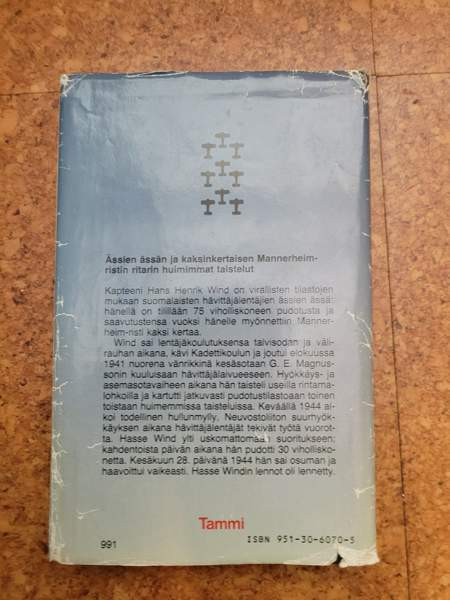 Ässien ässän ja kaksinkertaisen Mannerheim-
ristin ritarin huimimmat taistelut
Kapteeni Hans Henrik Wind on virallisten tilastojen
mukaan suomalaisten hävittäjälentäjien ässien ässä:
hänellä on tilillään 75 viholliskoneen pudotusta ja
saavutustensa vuoksi hänelle myönnettiin Manner-
heim-risti kaksi kertaa.
Wind sai lentäjäkoulutuksensa talvisodan ja väli-
rauhan aikana, kävi Kadettikoulun ja joutui elokuussa
1941 nuorena vänrikkinä kesäsotaan G. E. Magnus-
sonin kuuluisaan hävittäjälaivueeseen. Hyökkäys- ja
asemasotavaiheen aikana hän taisteli useilla rintama-
lohkoilla ja kartutti jatkuvasti pudotustilastoaan toinen
toistaan huimemmissa taisteluissa. Keväällä 1944 al-
koi todellinen hullunmylly. Neuvostoliiton suurhyök-
käyksen aikana hävittäjälentäjät tekivät työtä vuorot-
ta. Hasse Wind ylti uskomattomaan suoritukseen:
kahdentoista päivän aikana hän pudotti 30 vihollisko-
netta. Kesäkuun 28. päivänä 1944 hän sai osuman ja
haavoittui vaikeasti. Hasse Windin lennot oli lennetty.
Tammi
991
ISBN 951-30-6070-5